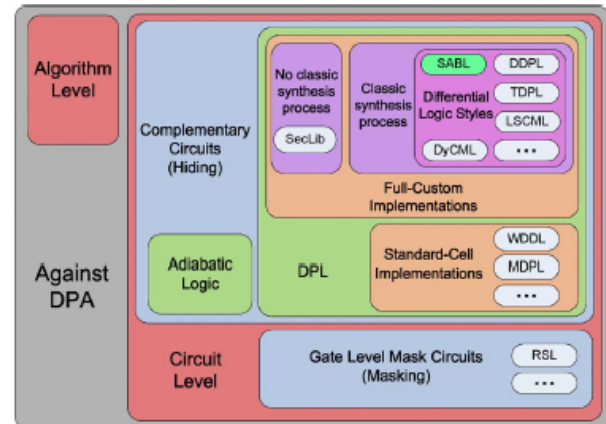 Algorithm
Level
Against
DPA
Complementary
Circuits
(Hiding)
Adiabatic
Logic
No classic
synthesis
process
SecLib
Classic
synthesis
process
SABL
DDPL
TDPL
Differential
Logic Styles
LSCML
DyCML
...
Full-Custom
Implementations
DPL
Standard-Cell
Implementations
WDDL
MDPL
...
Circuit
Level
Gate Level Mask Circuits
(Masking)
RSL
...